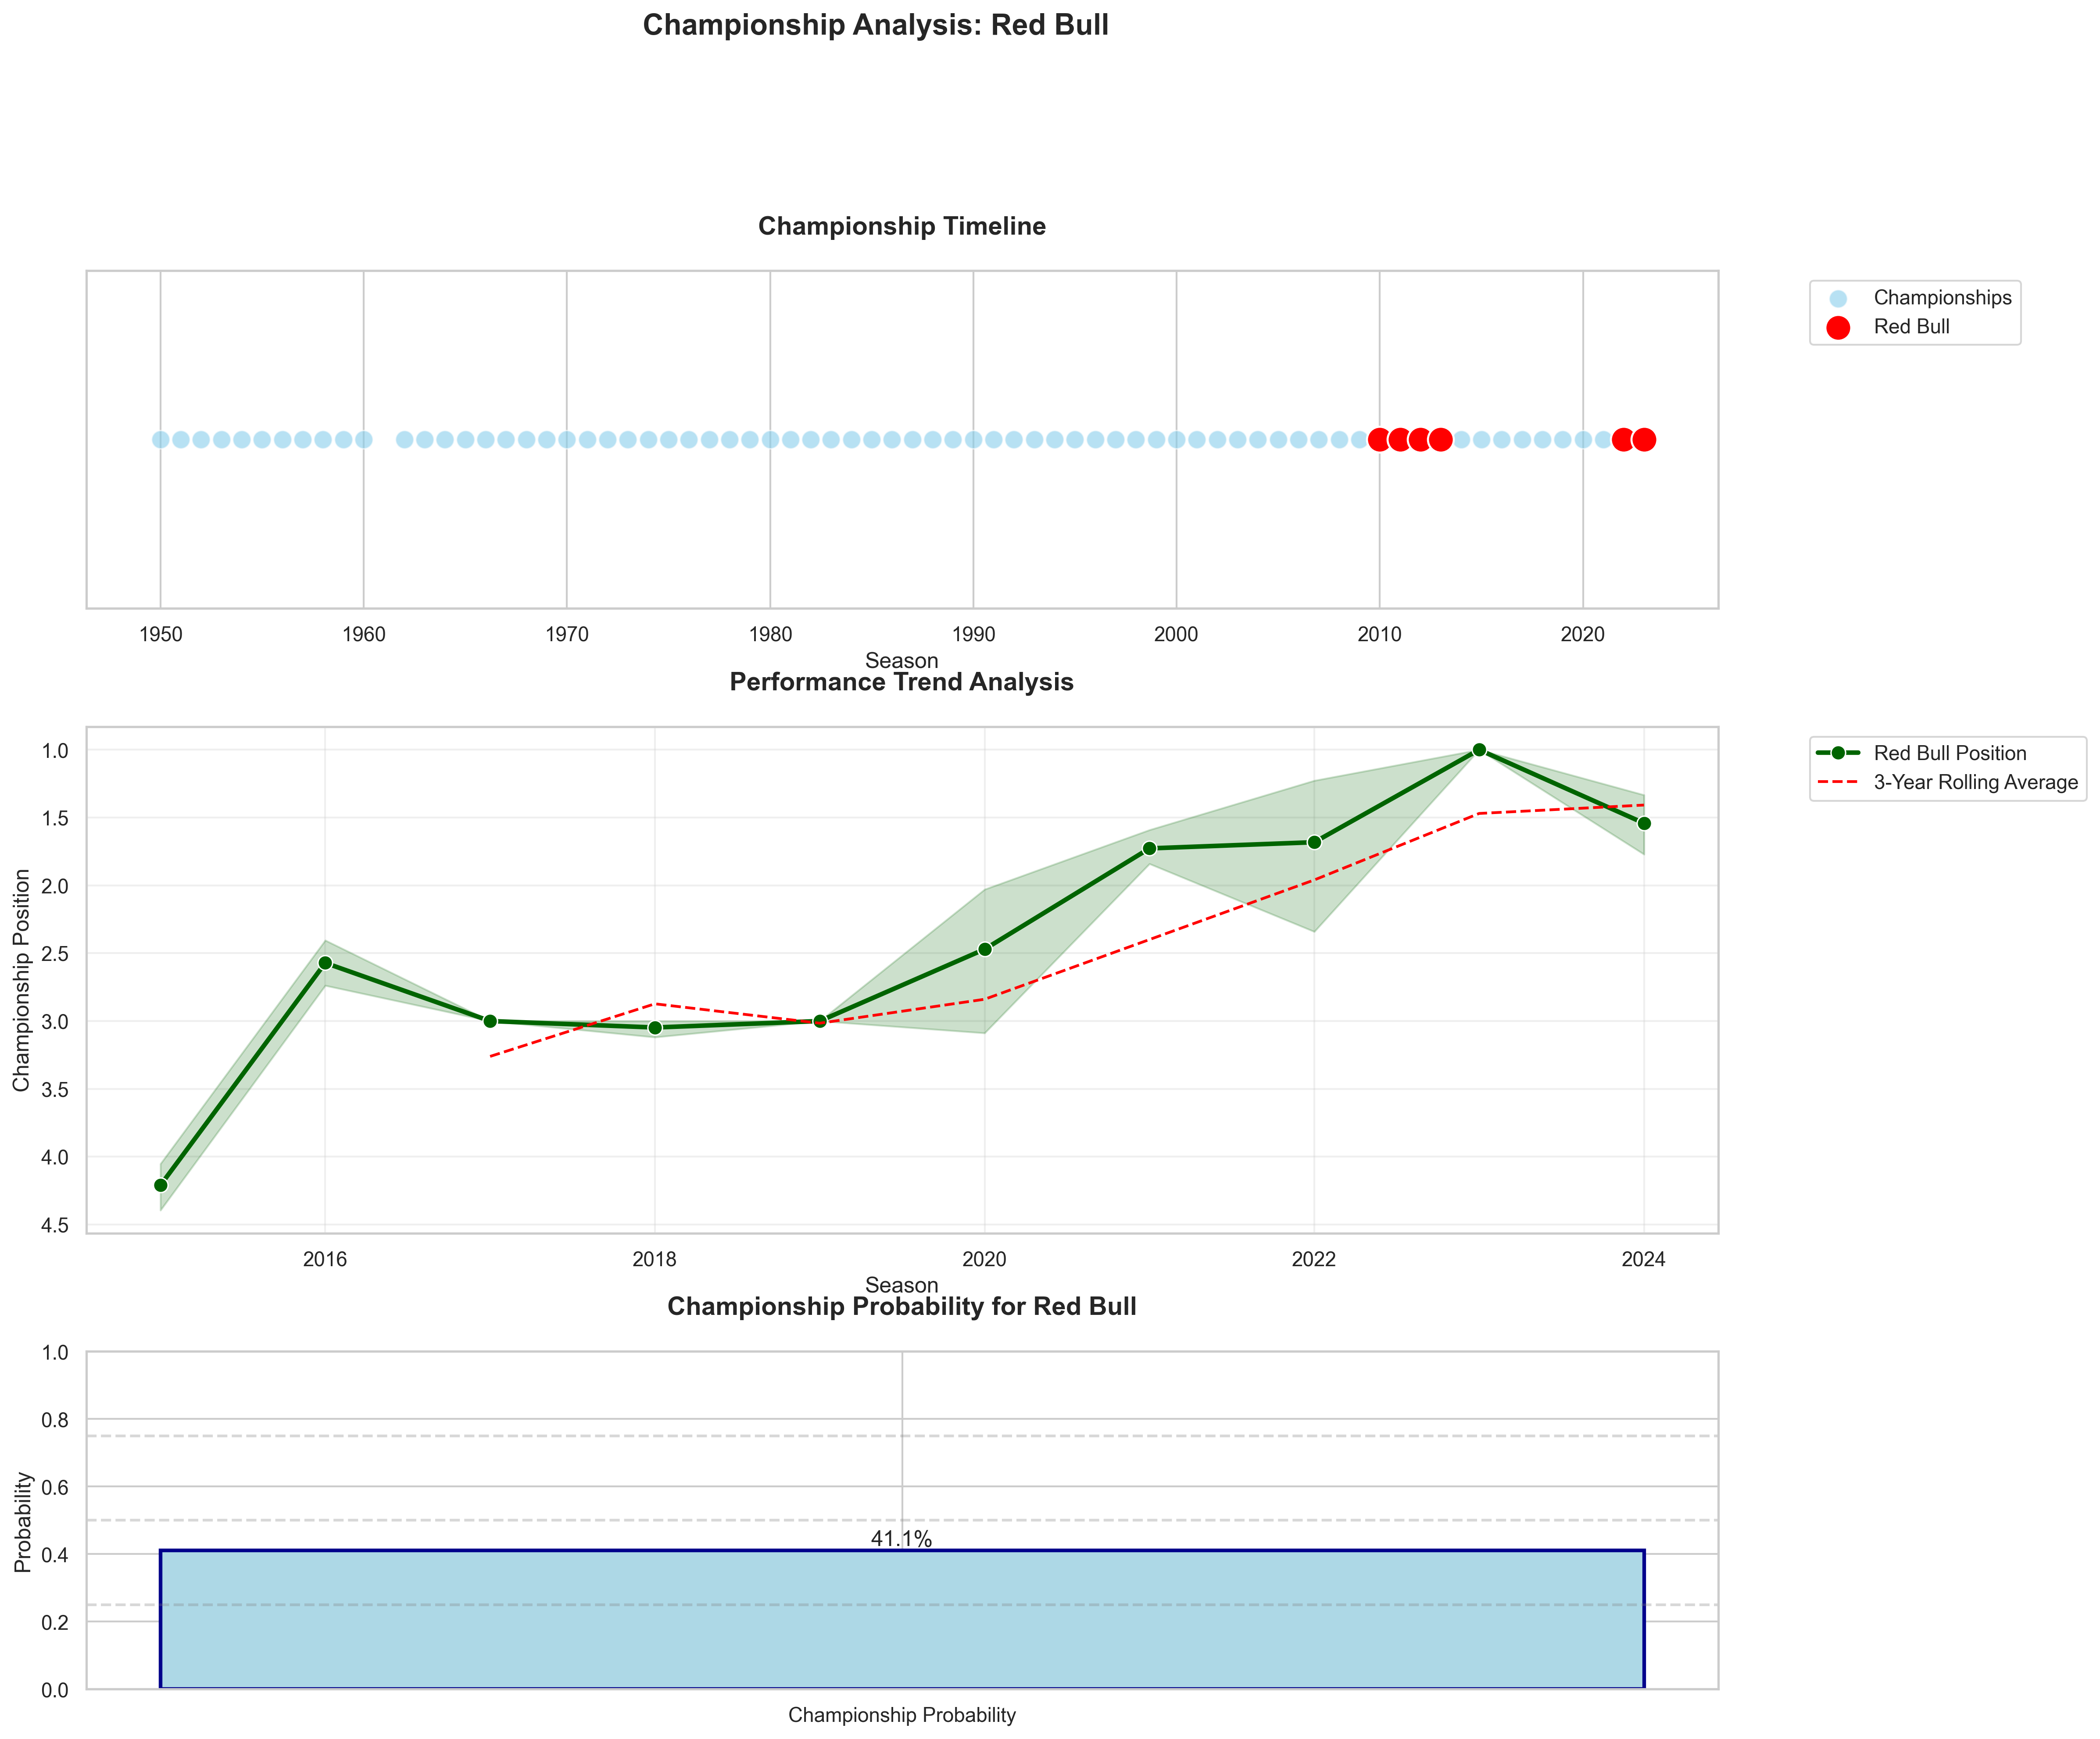 Championship Analysis: Red Bull
Championship Timeline
Championships
Red Bull
1950 1960 1970 1980 1990 2000 2010 2020
Season
Performance Trend Analysis
Red Bull Position
3-Year Rolling Average
Championship Position
1.0
1.5
2.0
2.5
3.0
3.5
4.0
4.5
2016 2018 2020 2022 2024
Season
Championship Probability for Red Bull
Probability
1.0
0.8
0.6
0.4
0.2
0.0
41.1%
Championship Probability